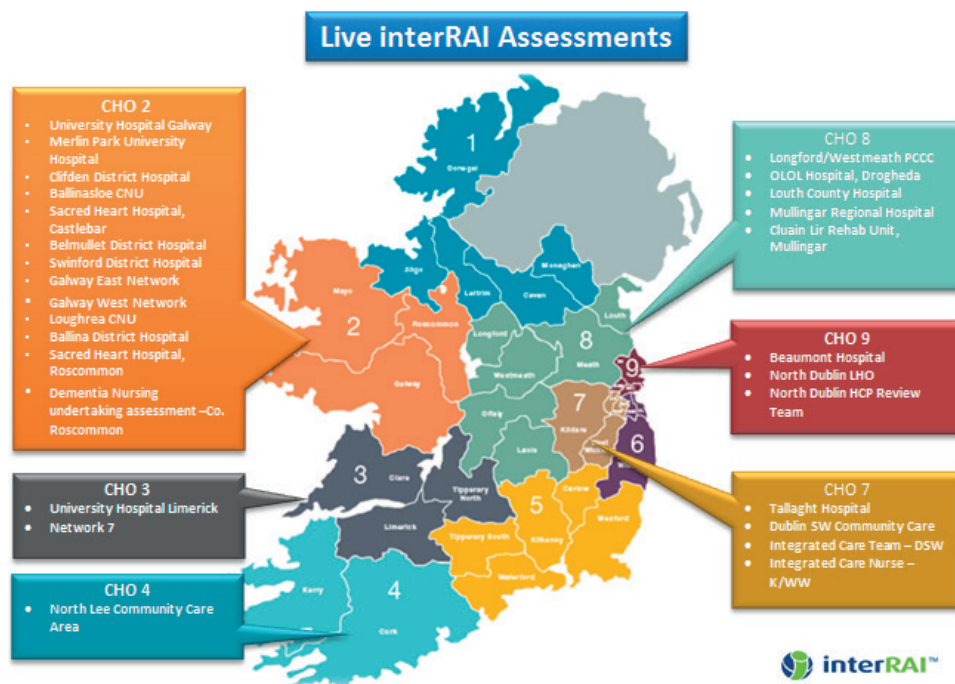 Live interRAI Assessments
CHO 2
• University Hospital Galway
• Merlin Park University
Hospital
• Clifden District Hospital
• Ballinasloe CNU
• Sacred Heart Hospital,
Castlebar
• Belmullet District Hospital
• Swinford District Hospital
• Galway East Network
• Galway West Network
• Loughrea CNU
• Ballina District Hospital
• Sacred Heart Hospital,
Roscommon
• Dementia Nursing
undertaking assessment –Co.
Roscommon
CHO 3
• University Hospital Limerick
• Network 7
CHO 4
• North Lee Community Care
Area
1
Donegal
Sligo
Leitrim
Cavan
Monaghan
Mayo
2
Roscommon
Galway
Longford
Louth
8
Meath
Westmeath
Offaly
Laois
9
7
Kildare
6
3
Clare
Tipperary
North
Limerick
5
Carlow
Wexford
Kilkenny
Tipperary South
Waterford
Kerry
4
Cork
CHO 8
• Longford/Westmeath PCCC
• OLOL Hospital, Drogheda
• Louth County Hospital
• Mullingar Regional Hospital
• Cluain Lir Rehab Unit,
Mullingar
CHO 9
• Beaumont Hospital
• North Dublin LHO
• North Dublin HCP Review
Team
CHO 7
• Tallaght Hospital
• Dublin SW Community Care
• Integrated Care Team – DSW
• Integrated Care Nurse –
K/WW
interRAI™